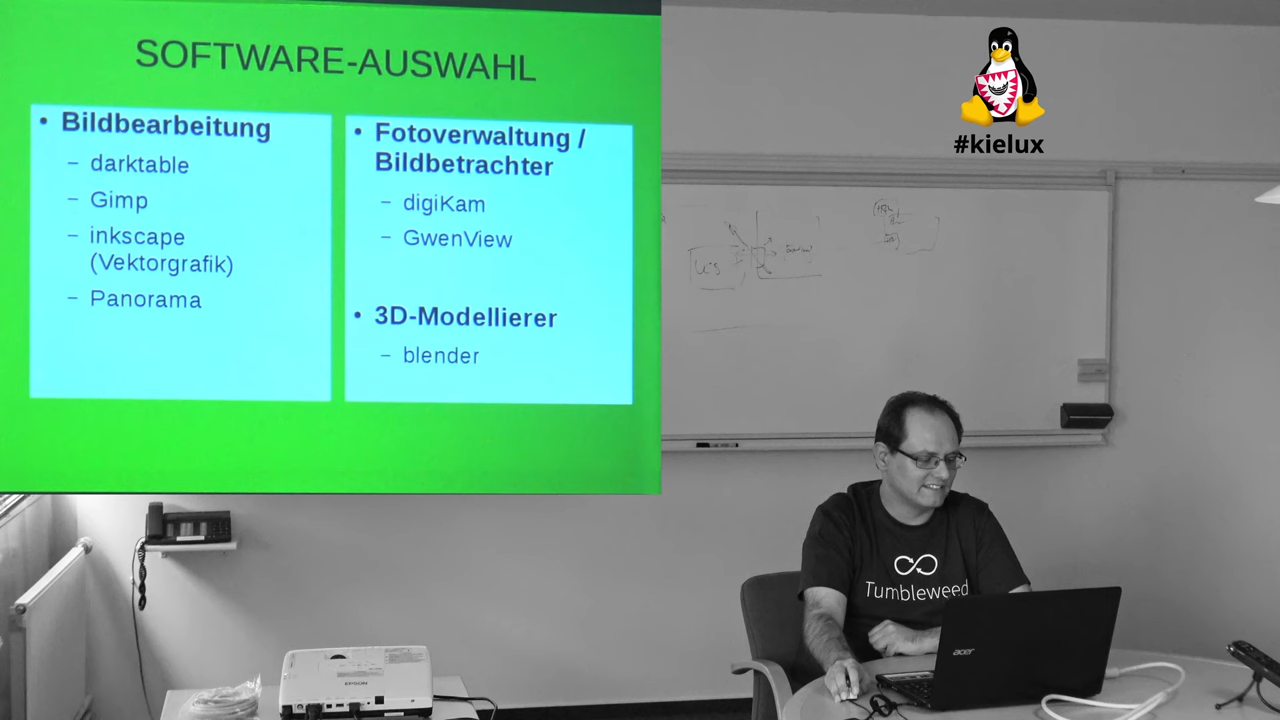 SOFTWARE-AUSWAHL
• Bildbearbeitung
– darktable
– Gimp
– inkscape
(Vektorgrafik)
– Panorama
• Fotoverwaltung /
Bildbetrachter
– digiKam
– GwenView
• 3D-Modellierer
– blender
#kielux
Tumbleweed
acer
EPSON